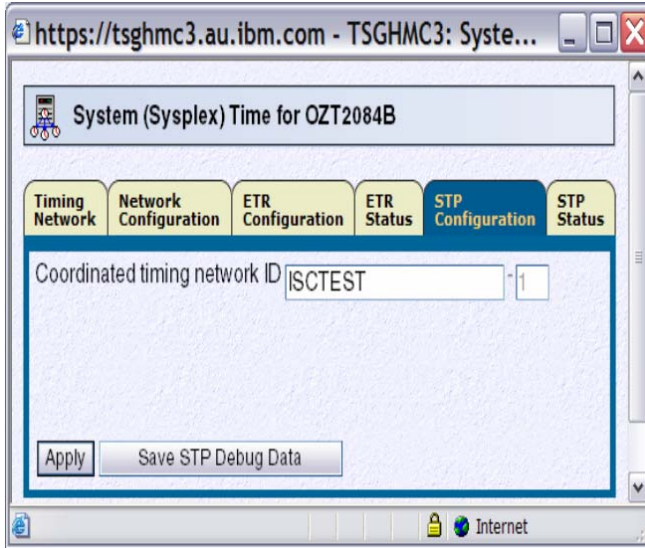 https://tsghmc3.au.ibm.com - TSGHMC3: Syste...
System (Sysplex) Time for OZT2084B
Timing Network
Network Configuration
ETR Configuration
ETR Status
STP Configuration
STP Status
Coordinated timing network ID ISCTEST - 1
Apply Save STP Debug Data
Internet